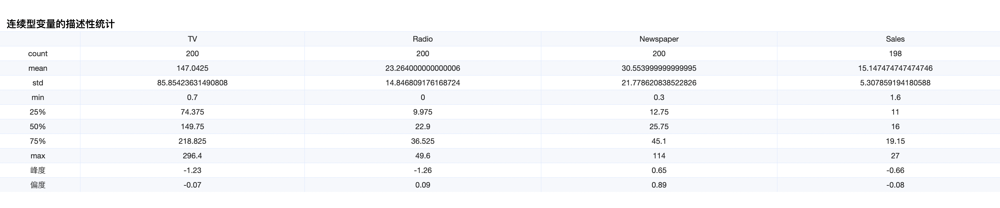 连续型变量的描述性统计
TV Radio Newspaper Sales
count 200 200 200 198
mean 147.0425 23.264000000000006 30.553999999999995 15.147474747474746
std 85.85423631490808 14.846809176168724 21.778620838522826 5.307859194180588
min 0.7 0 0.3 1.6
25% 74.375 9.975 12.75 11
50% 149.75 22.9 25.75 16
75% 218.825 36.525 45.1 19.15
max 296.4 49.6 114 27
峰度 -1.23 -1.26 0.65 -0.66
偏度 -0.07 0.09 0.89 -0.08